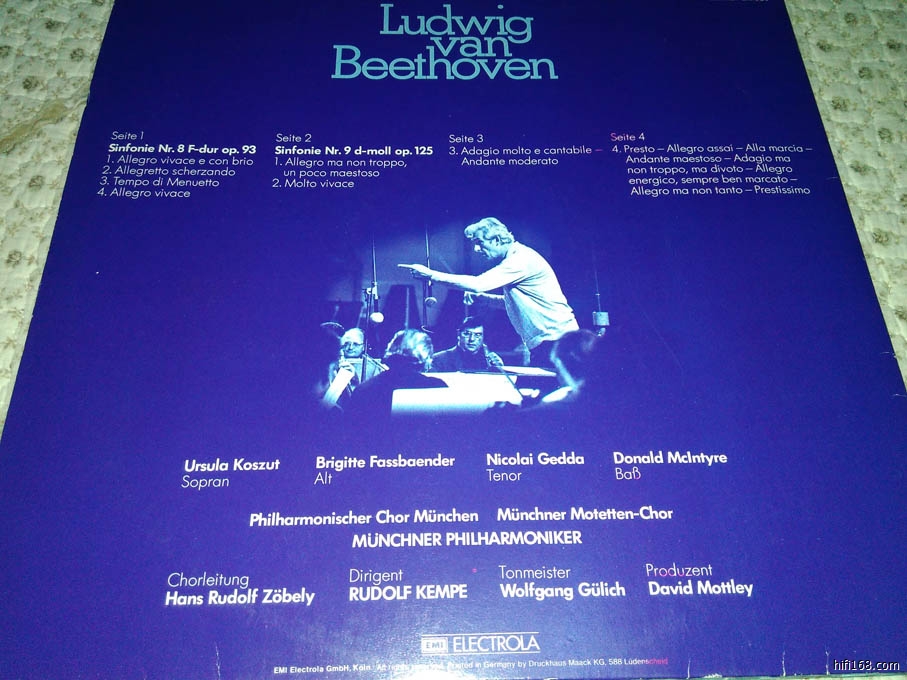 Ludwig
van
Beethoven
Seite 1
Sinfonie Nr. 8 F-dur op. 93
1. Allegro vivace e con brio
2. Allegretto scherzando
3. Tempo di Menuetto
4. Allegro vivace
Seite 2
Sinfonie Nr. 9 d-moll op. 125
1. Allegro ma non troppo,
un poco maestoso
2. Molto vivace
Seite 3
3. Adagio molto e cantabile –
Andante moderato
Seite 4
4. Presto – Allegro assai – Alla marcia –
Andante maestoso – Adagio ma
non troppo, ma divoto – Allegro
energico, sempre ben marcato –
Allegro ma non tanto – Prestissimo
Ursula Koszut
Sopran
Brigitte Fassbaender
Alt
Nicolai Gedda
Tenor
Donald McIntyre
Baß
Philharmonischer Chor München Münchner Motetten-Chor
MÜNCHNER PHILHARMONIKER
Chorleitung
Hans Rudolf Zöbely
Dirigent
RUDOLF KEMPE
Tonmeister
Wolfgang Gülich
Produzent
David Mottley
EMI ELECTROLA
EMI Electrola GmbH, Köln. All rights reserved. Printed in Germany by Druckhaus Maack KG, 588 Lüdenscheid
hifi168.com